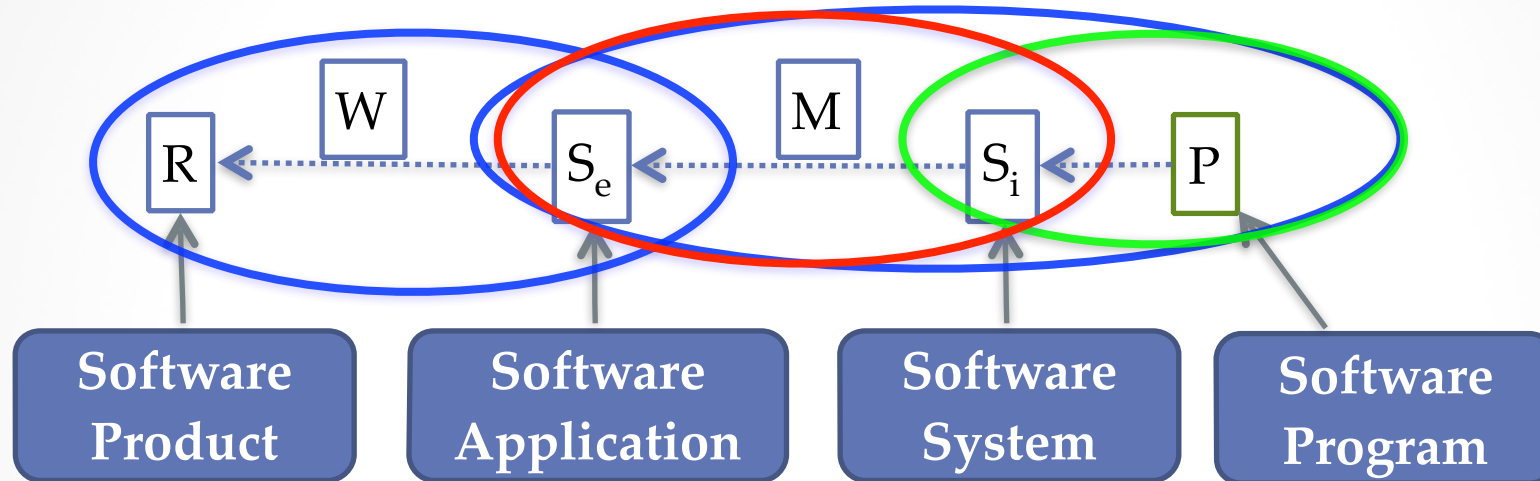 W
M
R
Se
Si
P
Software
Product
Software
Application
Software
System
Software
Program